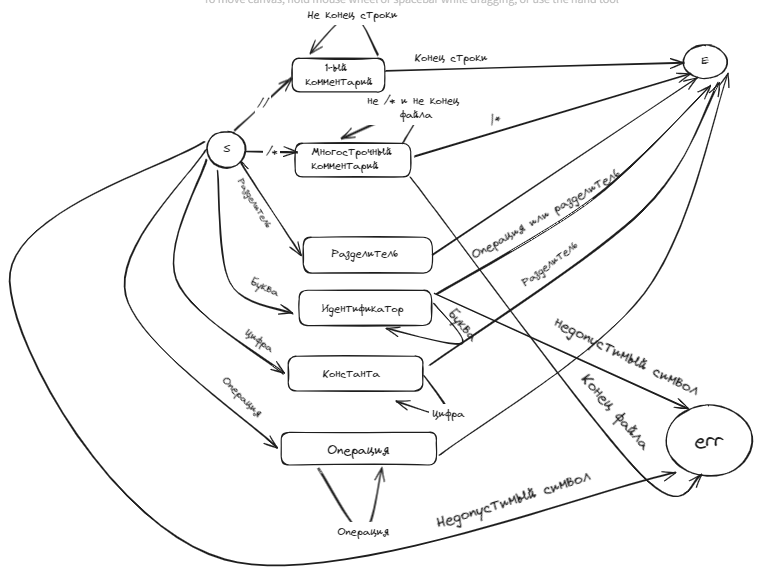 To move canvas, hold mouse wheel or spacebar while dragging, or use the hand tool
Не конец строки
1-ый
комментарий
Конец строки
E
//
Не /* и не конец
файла
|*
S
/*
Многострочный
комментарий
Разделитель
Разделитель
Операция или разделитель
Разделитель
Буква
Идентификатор
Буква
Недопустимый символ
Цифра
Константа
Цифра
Конец файла
Операция
Операция
err
Операция
Недопустимый символ